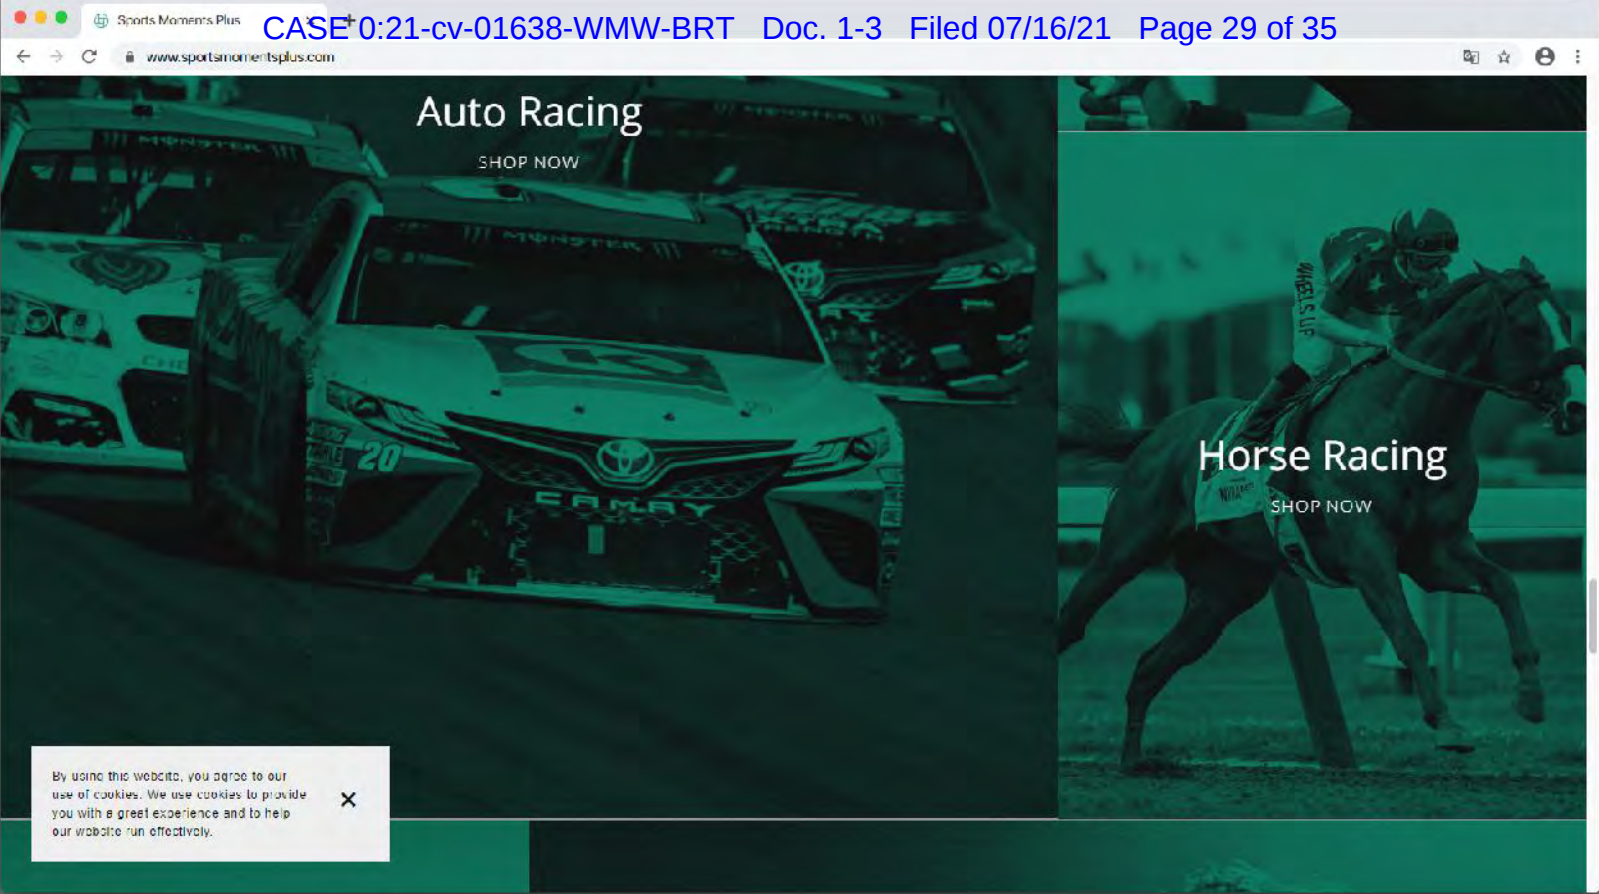 CASE 0:21-cv-01638-WMW-BRT Doc. 1-3 Filed 07/16/21 Page 29 of 35
Sports Moments Plus
www.sportsmomentsplus.com
Auto Racing
SHOP NOW
MONSTER
MONSTER
20
CAMRY
WHEELS UP
Horse Racing
SHOP NOW
By using this website, you agree to our
use of cookies. We use cookies to provide
you with a great experience and to help
our website run effectively.